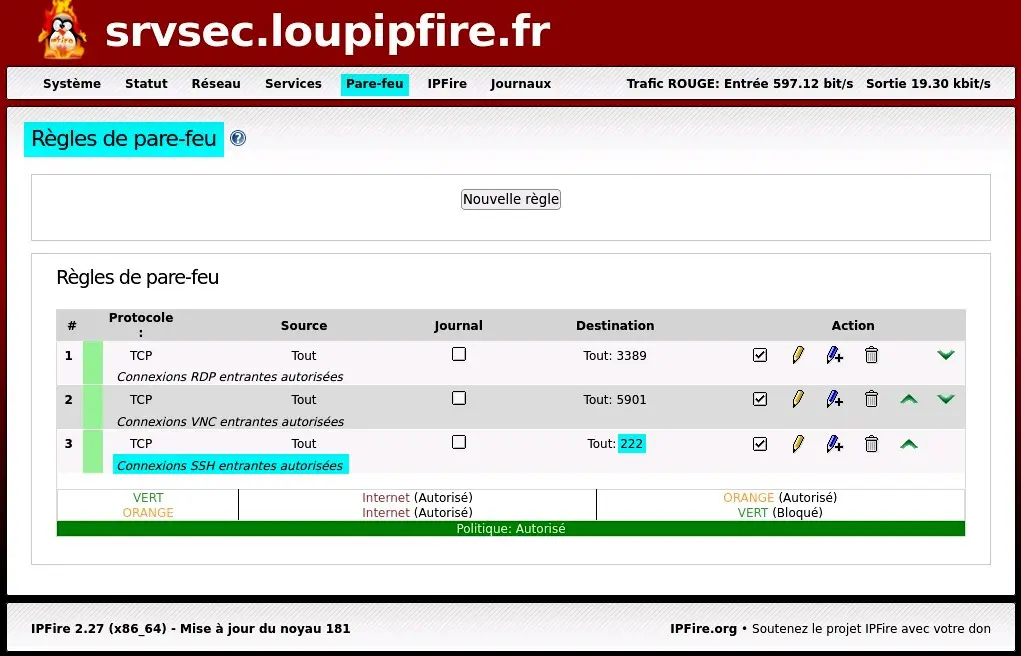 srvsec.loupipfire.fr
Système Statut Réseau Services Pare-feu IPFire Journaux Trafic ROUGE: Entrée 597.12 bit/s Sortie 19.30 kbit/s
Règles de pare-feu
Nouvelle règle
Règles de pare-feu
# Protocole : Source Journal Destination Action
1 TCP Tout Tout: 3389
Connexions RDP entrantes autorisées
2 TCP Tout Tout: 5901
Connexions VNC entrantes autorisées
3 TCP Tout Tout: 222
Connexions SSH entrantes autorisées
VERT Internet (Autorisé) ORANGE (Autorisé)
ORANGE Internet (Autorisé) VERT (Bloqué)
Politique: Autorisé
IPFire 2.27 (x86_64) - Mise à jour du noyau 181 IPFire.org • Soutenez le projet IPFire avec votre don